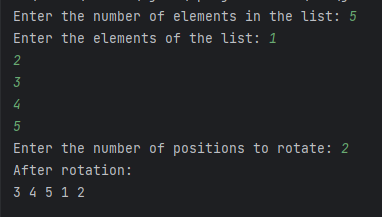 Enter the number of elements in the list: 5
Enter the elements of the list: 1
2
3
4
5
Enter the number of positions to rotate: 2
After rotation:
3 4 5 1 2